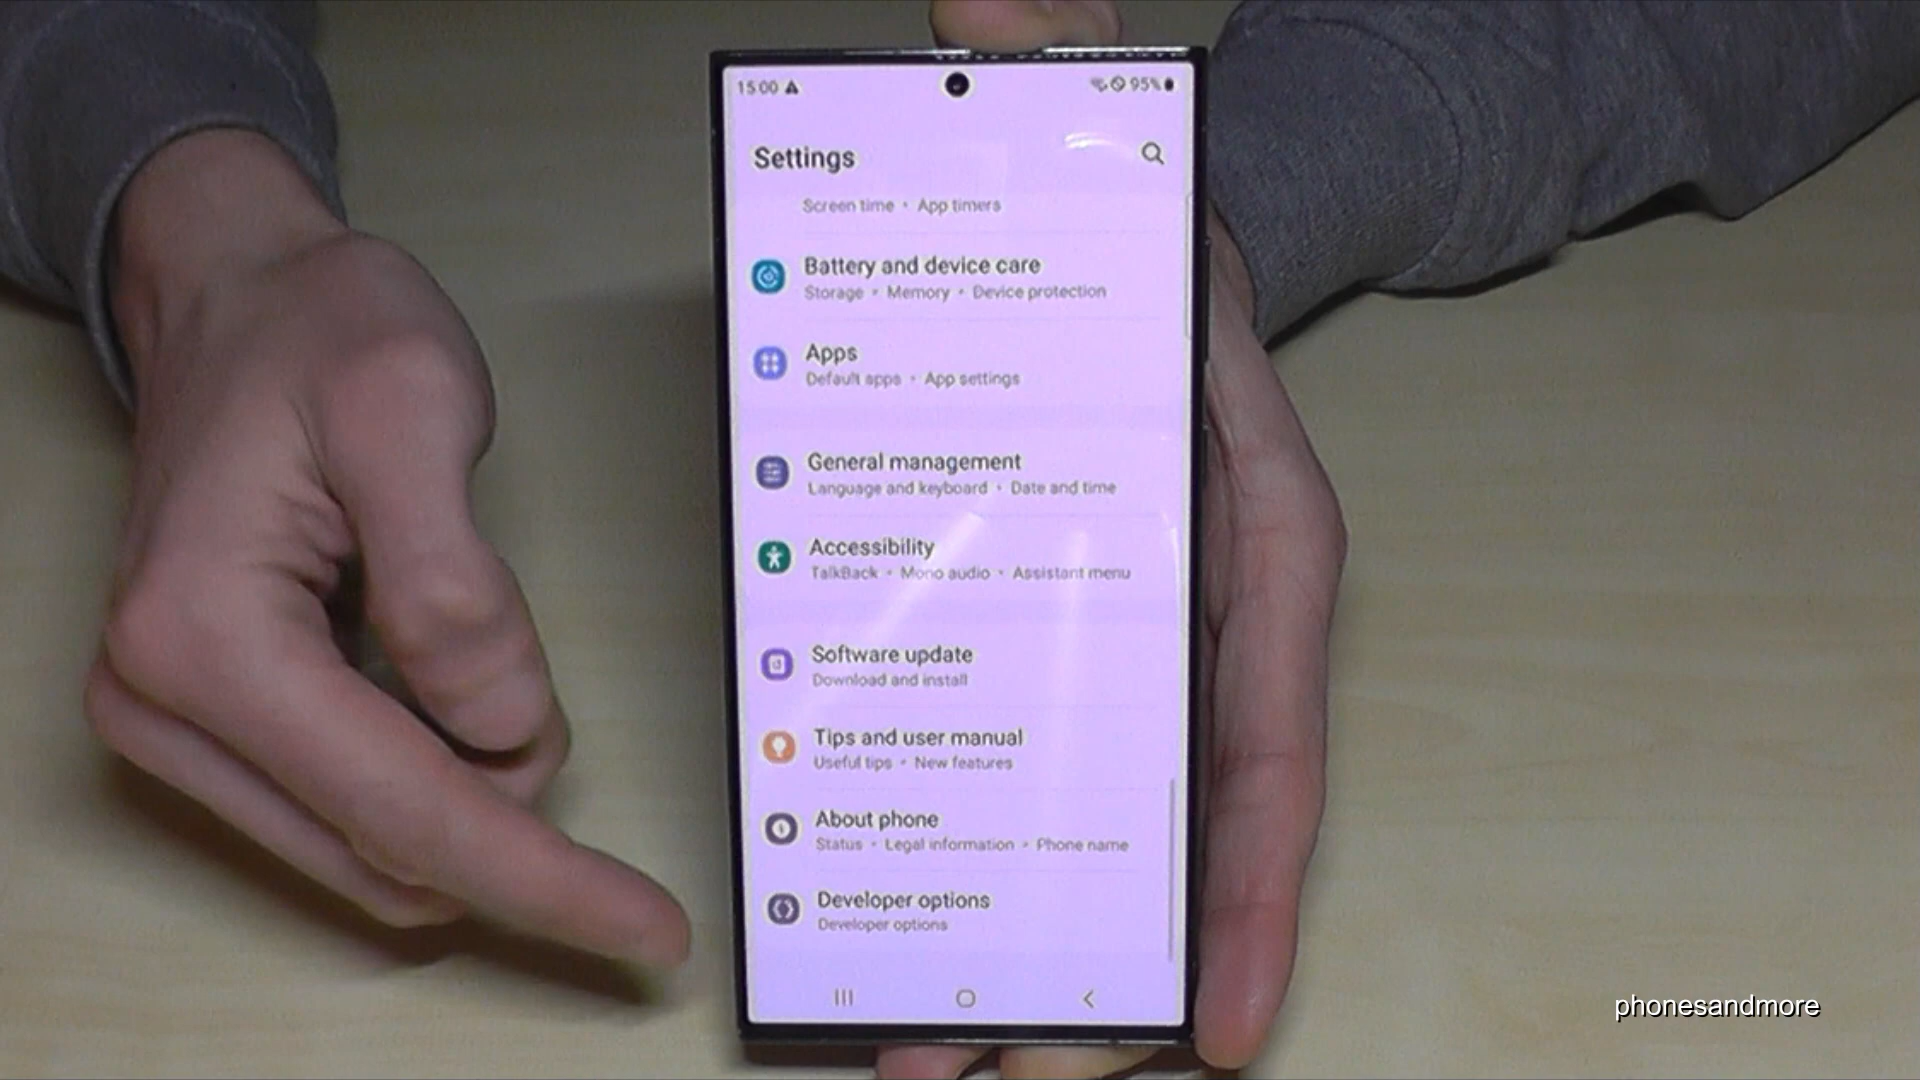 15:00
95%
Settings
Screen time • App timers
Battery and device care
Storage • Memory • Device protection
Apps
Default apps • App settings
General management
Language and keyboard • Date and time
Accessibility
TalkBack • Mono audio • Assistant menu
Software update
Download and install
Tips and user manual
Useful tips • New features
About phone
Status • Legal information • Phone name
Developer options
Developer options
phonesandmore